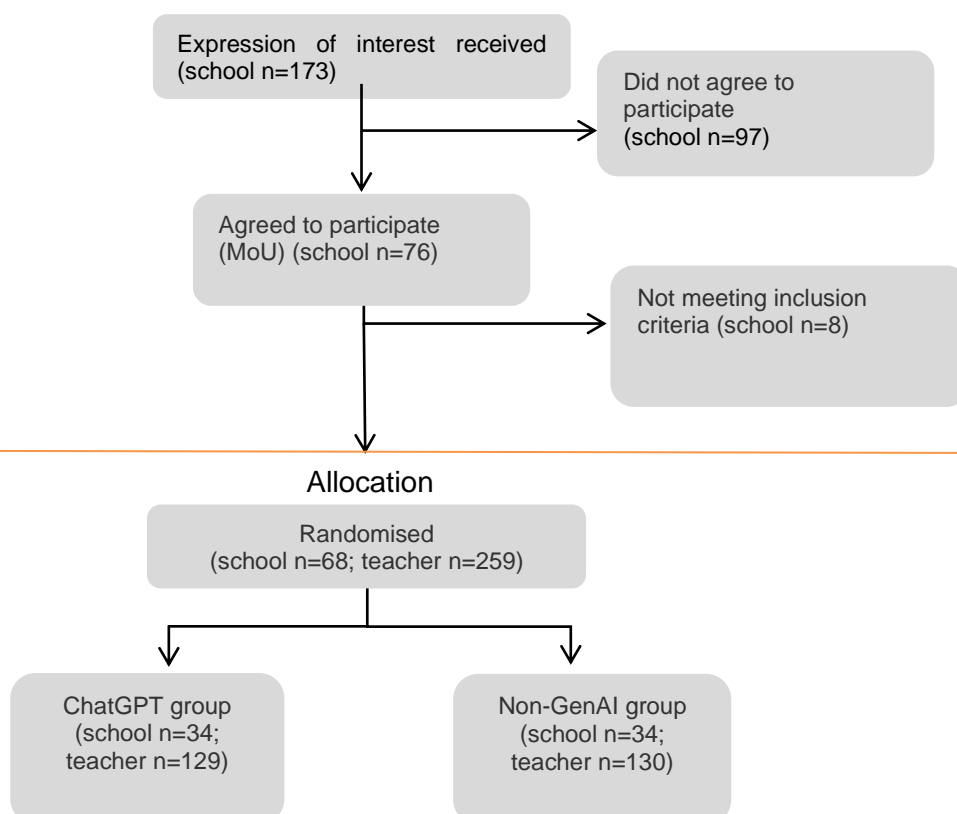 Expression of interest received
(school n=173)
Did not agree to
participate
(school n=97)
Agreed to participate
(MoU) (school n=76)
Not meeting inclusion
criteria (school n=8)
Allocation
Randomised
(school n=68; teacher n=259)
ChatGPT group
(school n=34;
teacher n=129)
Non-GenAI group
(school n=34;
teacher n=130)